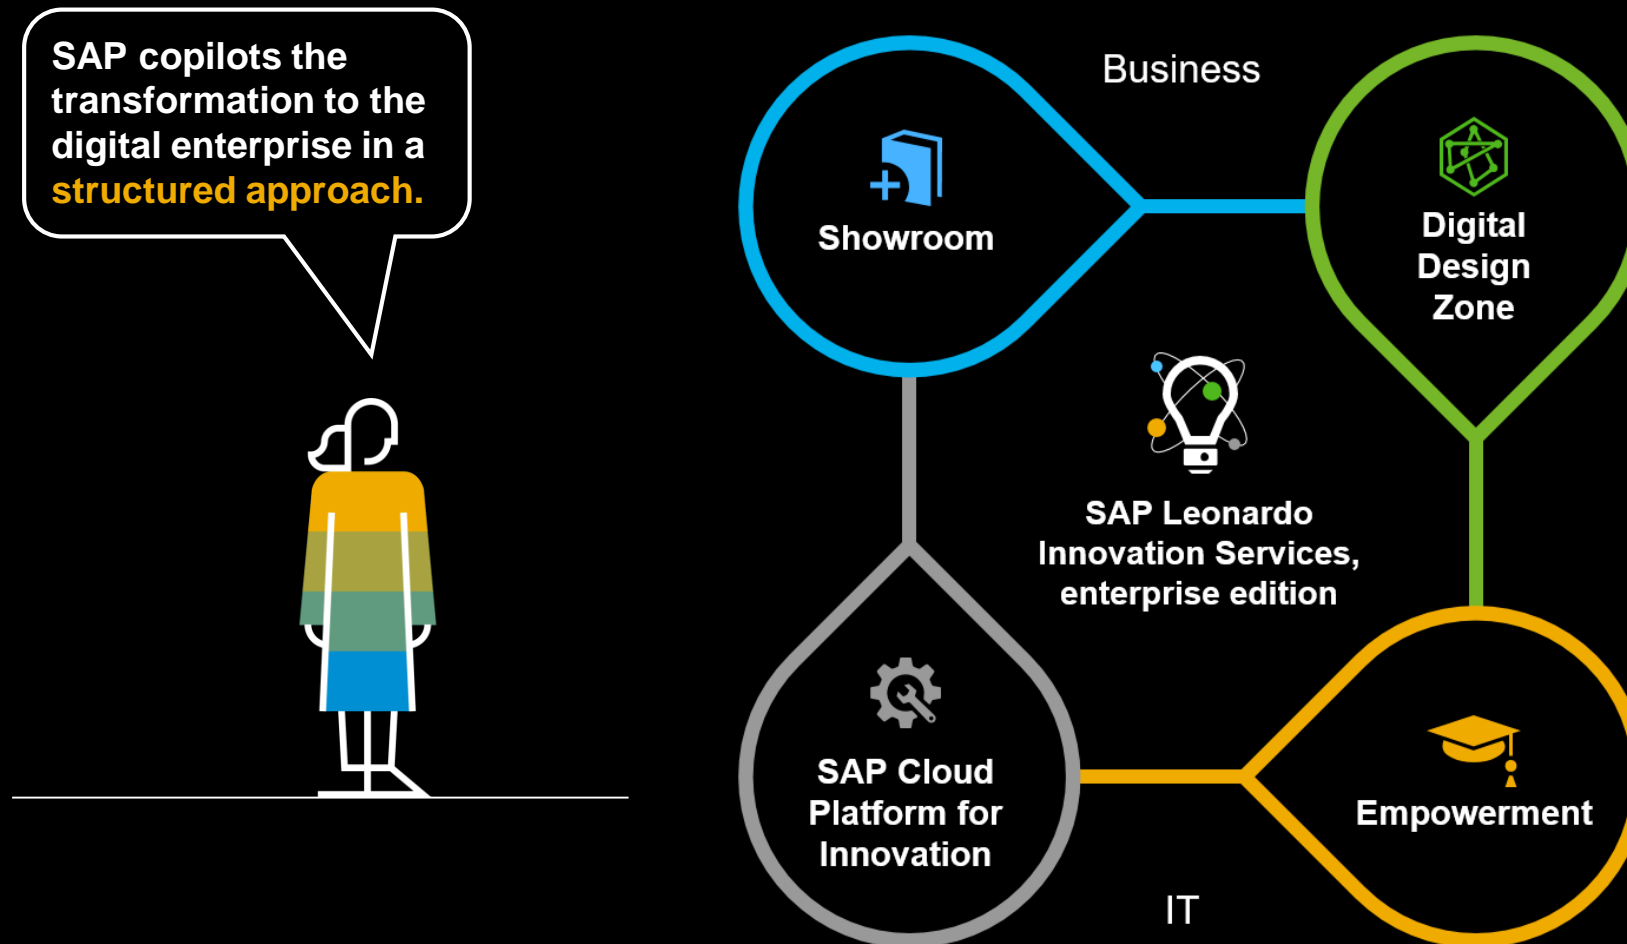 SAP copilots the
transformation to the
digital enterprise in a
structured approach.
Business
Showroom
Digital
Design
Zone
SAP Leonardo
Innovation Services,
enterprise edition
SAP Cloud
Platform for
Innovation
Empowerment
IT